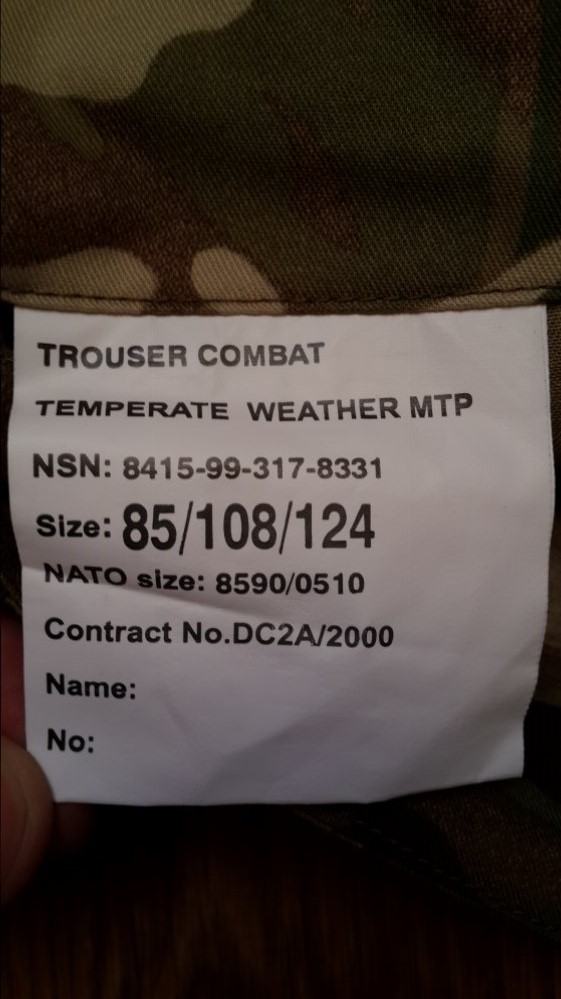 TROUSER COMBAT
TEMPERATE WEATHER MTP
NSN: 8415-99-317-8331
Size: 85/108/124
NATO size: 8590/0510
Contract No.DC2A/2000
Name:
No: